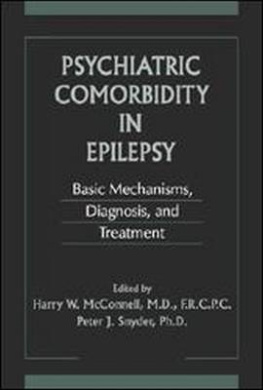 PSYCHIATRIC
COMORBIDITY
IN
EPILEPSY
Basic Mechanisms,
Diagnosis, and
Treatment
Edited by
Harry W. McConnell, M.D., F.R.C.P.C.
Peter J. Snyder, Ph.D.